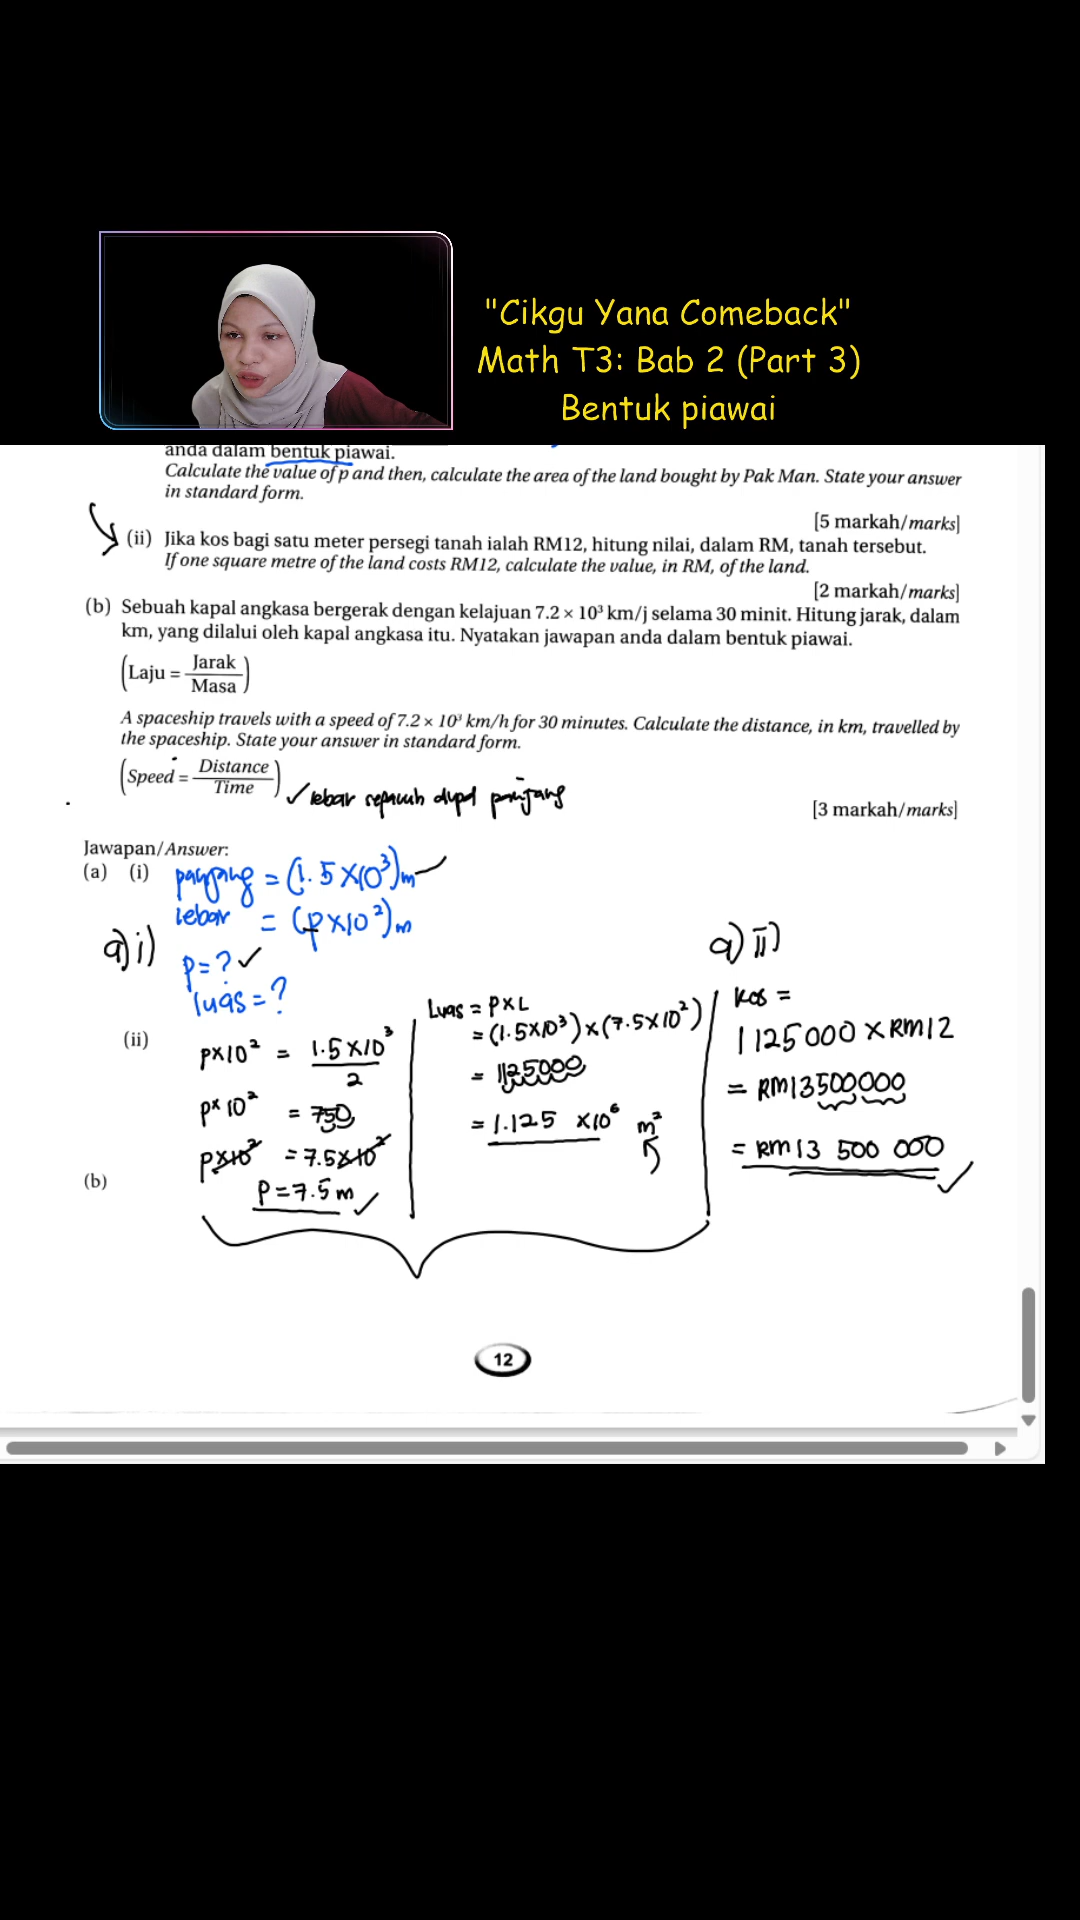 "Cikgu Yana Comeback"
Math T3: Bab 2 (Part 3)
Bentuk piawai
anda dalam bentuk piawai.
Calculate the value of p and then, calculate the area of the land bought by Pak Man. State your answer
in standard form.
[5 markah/marks]
(ii) Jika kos bagi satu meter persegi tanah ialah RM12, hitung nilai, dalam RM, tanah tersebut.
If one square metre of the land costs RM12, calculate the value, in RM, of the land.
[2 markah/marks]
(b) Sebuah kapal angkasa bergerak dengan kelajuan 7.2 × 10³ km/j selama 30 minit. Hitung jarak, dalam
km, yang dilalui oleh kapal angkasa itu. Nyatakan jawapan anda dalam bentuk piawai.
(Laju = Jarak
Masa)
A spaceship travels with a speed of 7.2 × 10³ km/h for 30 minutes. Calculate the distance, in km, travelled by
the spaceship. State your answer in standard form.
(Speed = Distance
Time)
✓ lebar separuh dpd panjang
[3 markah/marks]
Jawapan/Answer:
(a) (i)
panjang = (1.5 × 10³)m
lebar = (p × 10²)m
a)i)
p = ? ✓
luas = ?
(ii)
p × 10² = 1.5 × 10³
2
p × 10² = 750
p × 10² = 7.5 × 10²
p = 7.5 m ✓
Luas = P × L
= (1.5 × 10³) × (7.5 × 10²)
= 1125000
= 1.125 × 10⁶ m²
a) ii)
kos =
1125000 × RM12
= RM13500000
= RM13 500 000 ✓
(b)
12